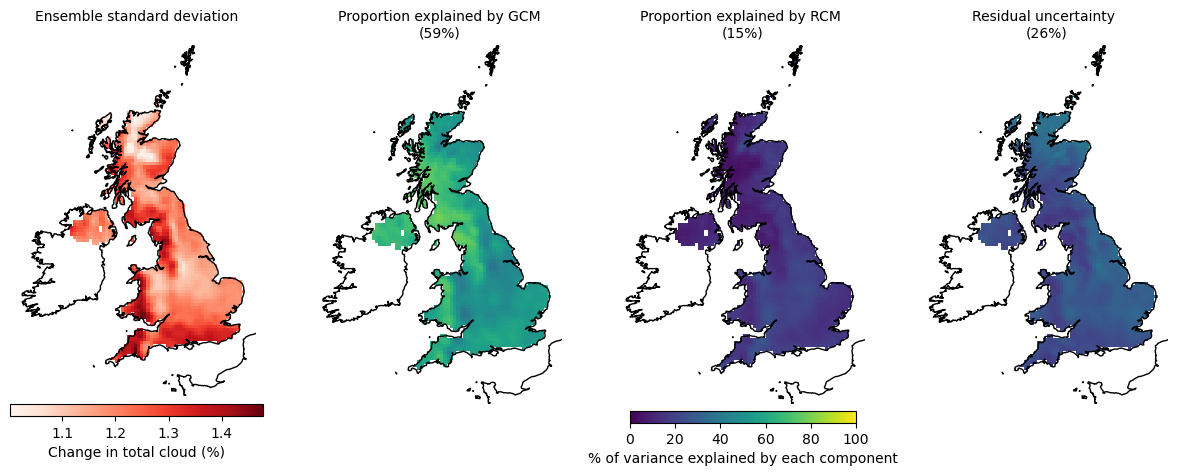 Ensemble standard deviation
Proportion explained by GCM
(59%)
Proportion explained by RCM
(15%)
Residual uncertainty
(26%)
1.1 1.2 1.3 1.4
Change in total cloud (%)
0 20 40 60 80 100
% of variance explained by each component